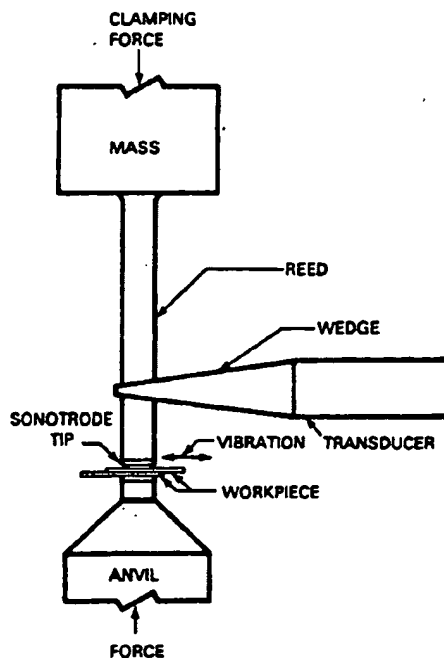 CLAMPING
FORCE
MASS
REED
WEDGE
SONOTRODE
TIP
VIBRATION
TRANSDUCER
WORKPIECE
ANVIL
FORCE